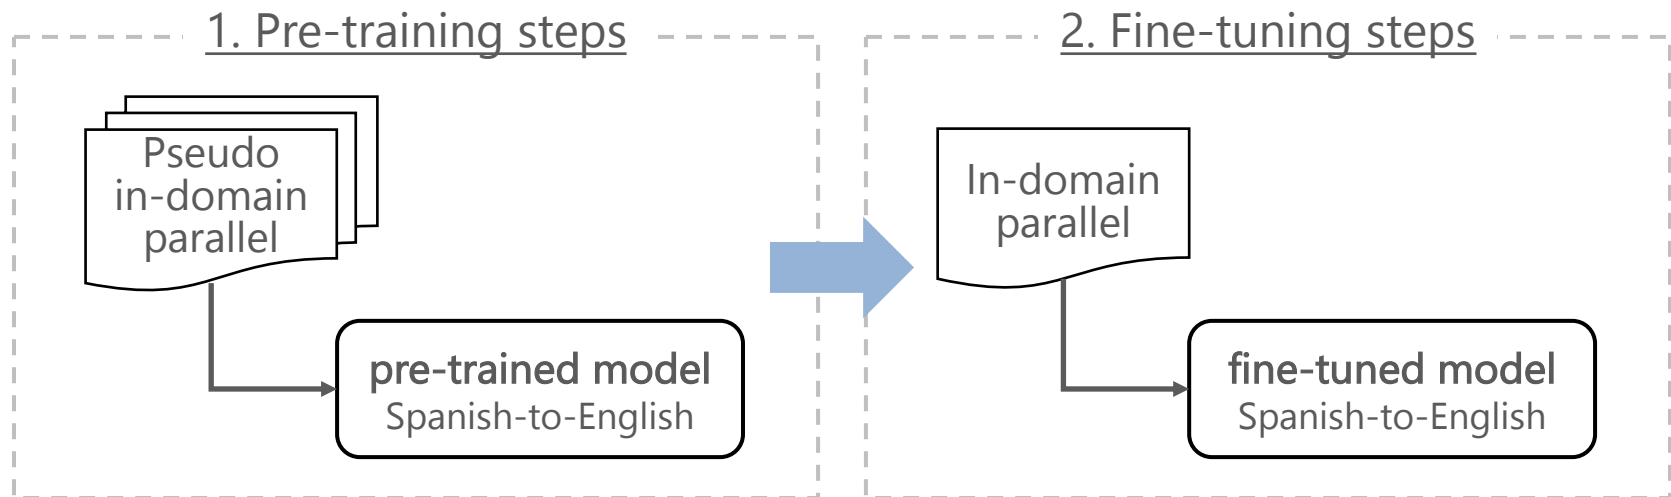 1. Pre-training steps
Pseudo
in-domain
parallel
pre-trained model
Spanish-to-English
2. Fine-tuning steps
In-domain
parallel
fine-tuned model
Spanish-to-English